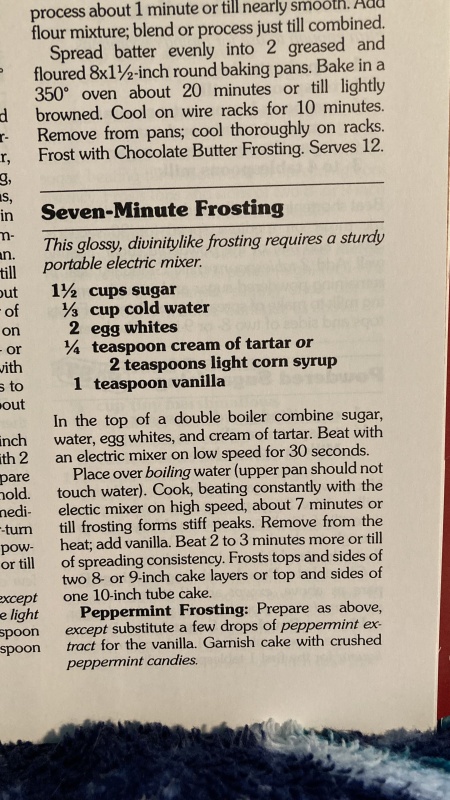 process about 1 minute or till nearly smooth. Add
flour mixture; blend or process just till combined.
Spread batter evenly into 2 greased and
floured 8x1½-inch round baking pans. Bake in a
350° oven about 20 minutes or till lightly
browned. Cool on wire racks for 10 minutes.
Remove from pans; cool thoroughly on racks.
Frost with Chocolate Butter Frosting. Serves 12.
Seven-Minute Frosting
This glossy, divinitylike frosting requires a sturdy
portable electric mixer.
1½ cups sugar
⅓ cup cold water
2 egg whites
¼ teaspoon cream of tartar or
2 teaspoons light corn syrup
1 teaspoon vanilla
In the top of a double boiler combine sugar,
water, egg whites, and cream of tartar. Beat with
an electric mixer on low speed for 30 seconds.
Place over boiling water (upper pan should not
touch water). Cook, beating constantly with the
electic mixer on high speed, about 7 minutes or
till frosting forms stiff peaks. Remove from the
heat; add vanilla. Beat 2 to 3 minutes more or till
of spreading consistency. Frosts tops and sides of
two 8- or 9-inch cake layers or top and sides of
one 10-inch tube cake.
Peppermint Frosting: Prepare as above,
except substitute a few drops of peppermint ex-
tract for the vanilla. Garnish cake with crushed
peppermint candies.
in
till
of
on
or
with
s to
inch
th 2
or till
except
e light
spoon
spoon